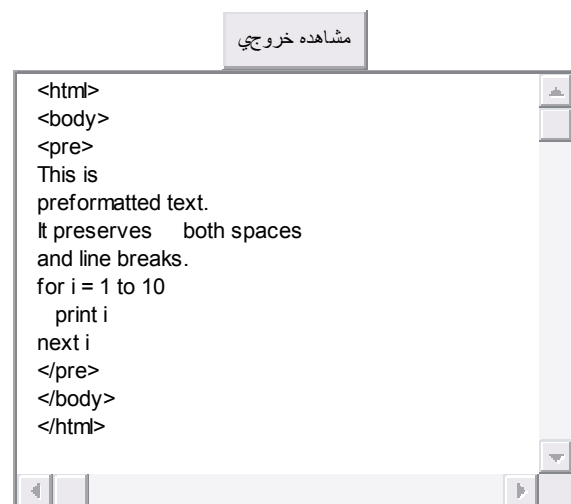 مشاهده خروجي
<html>
<body>
<pre>
This is
preformatted text.
It preserves     both spaces
and line breaks.
for i = 1 to 10
   print i
next i
</pre>
</body>
</html>